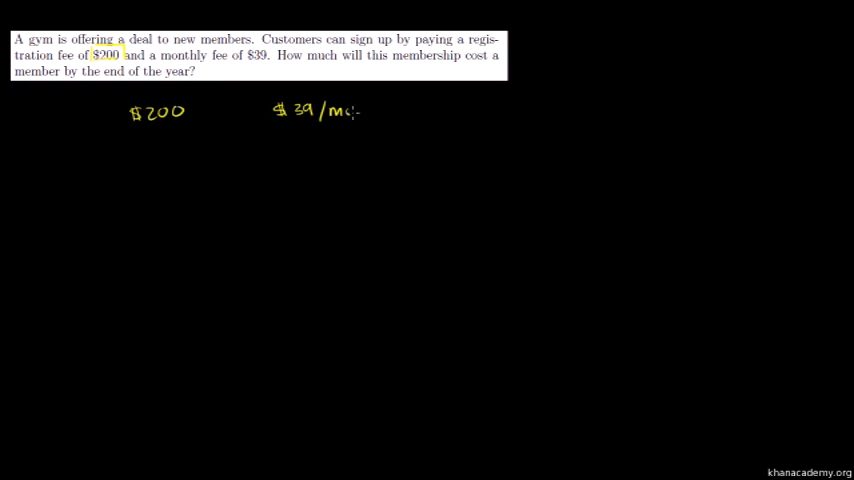 A gym is offering a deal to new members. Customers can sign up by paying a regis-
tration fee of $200 and a monthly fee of $39. How much will this membership cost a
member by the end of the year?
$200 $39/mo
khanacademy.org